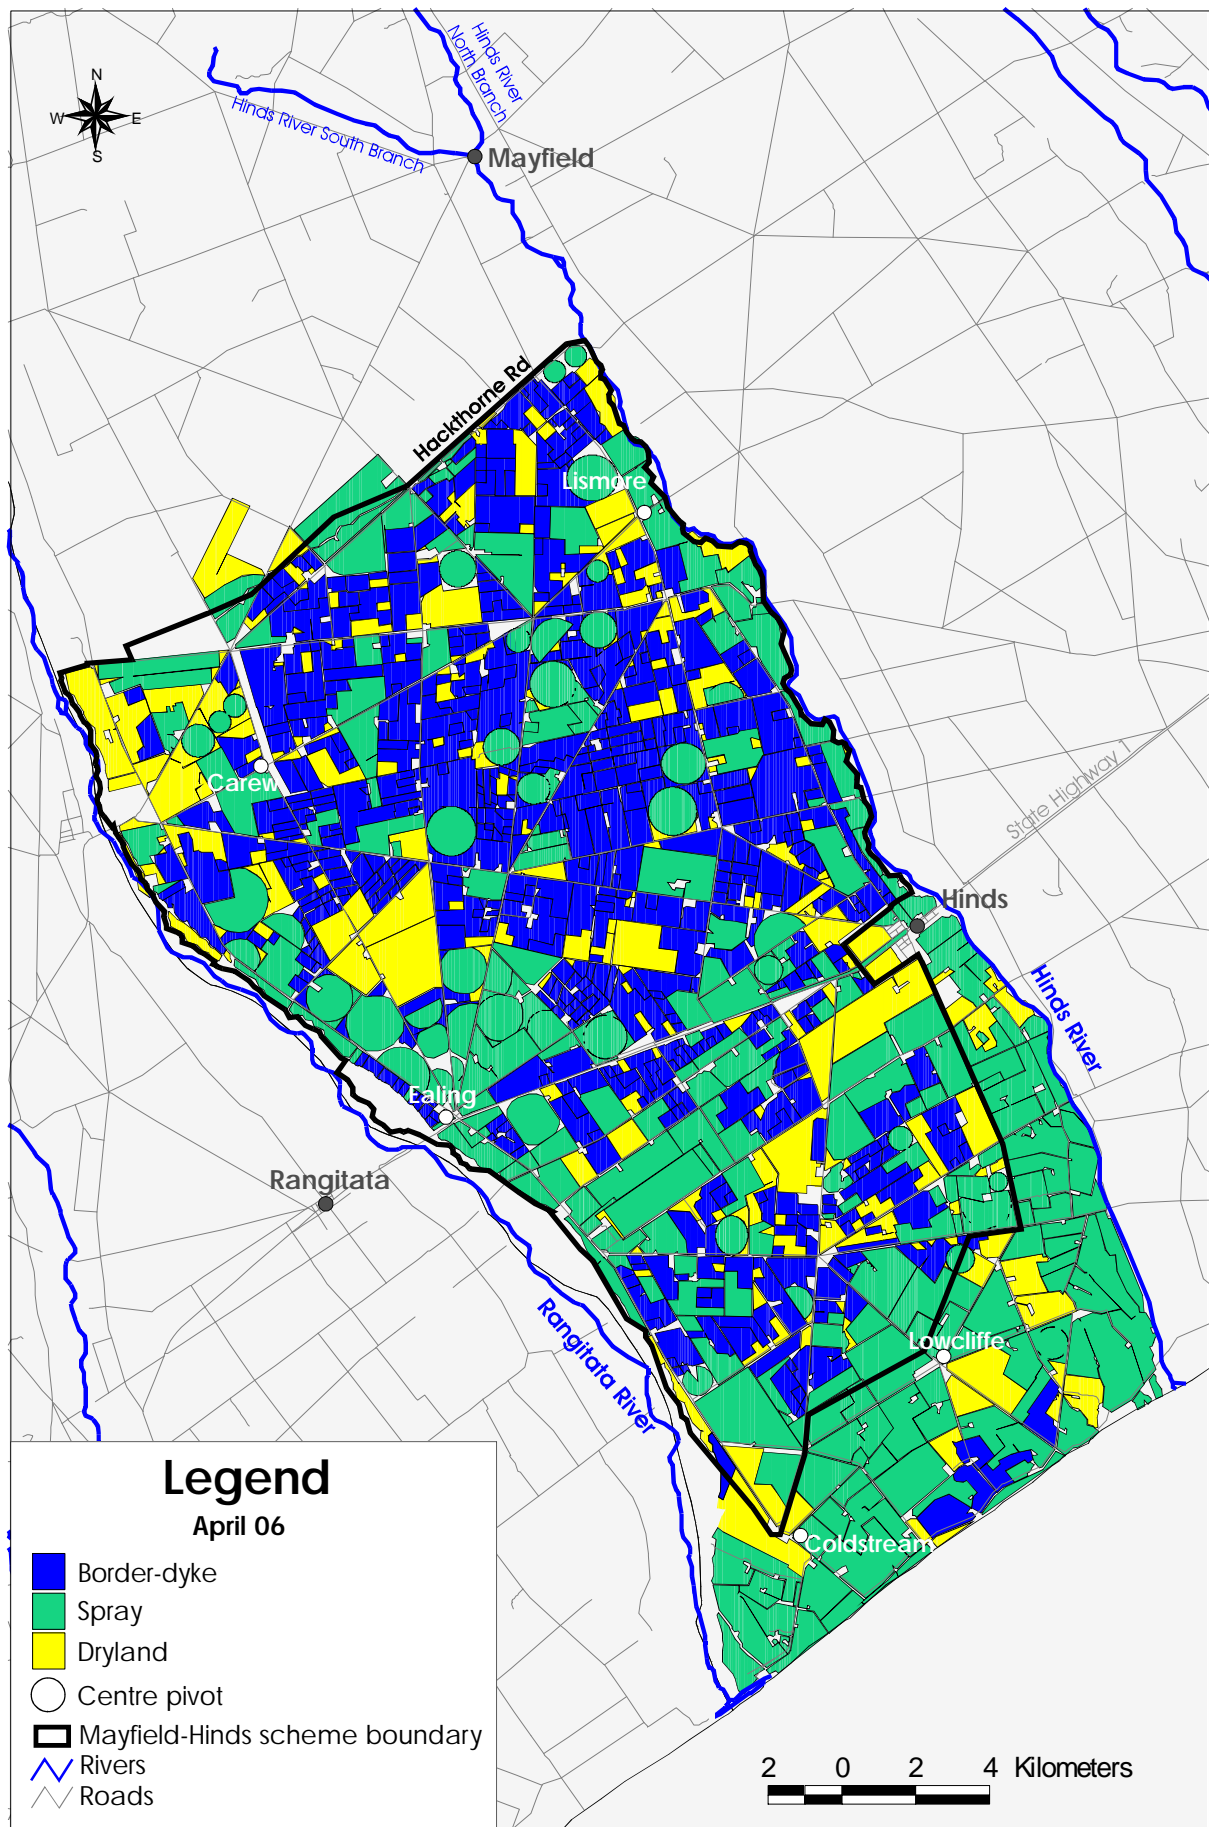 Hinds River
North Branch
N
W
E
S
Hinds River South Branch
Mayfield
Hackthorne Rd
Lismore
State Highway 1
Carew
Hinds
Hinds River
Ealing
Rangitata
Rangitata River
Lowcliffe
Coldstream
Legend
April 06
Border-dyke
Spray
Dryland
Centre pivot
Mayfield-Hinds scheme boundary
Rivers
Roads
2 0 2 4 Kilometers